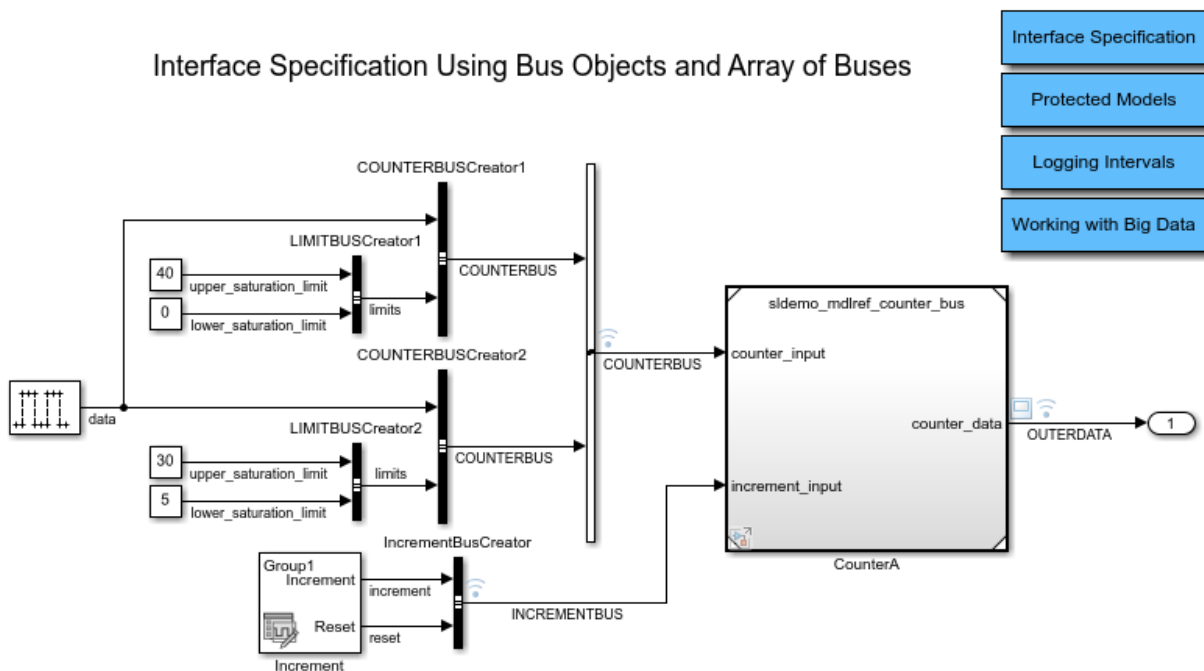 Interface Specification Using Bus Objects and Array of Buses
Interface Specification
Protected Models
Logging Intervals
Working with Big Data
COUNTERBUSCreator1
LIMITBUSCreator1
40
upper_saturation_limit
0
lower_saturation_limit
limits
COUNTERBUS
COUNTERBUSCreator2
data
LIMITBUSCreator2
30
upper_saturation_limit
5
lower_saturation_limit
limits
COUNTERBUS
COUNTERBUS
sldemo_mdlref_counter_bus
counter_input
counter_data
increment_input
CounterA
OUTERDATA
1
IncrementBusCreator
Group1
Increment
increment
Reset
reset
Increment
INCREMENTBUS